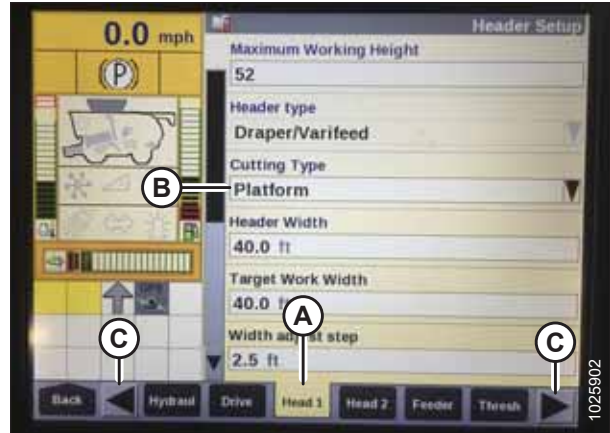 0.0 mph
Header Setup
(P)
Maximum Working Height
52
Header type
Draper/Varifeed
Cutting Type
B
Platform
Header Width
40.0 ft
Target Work Width
40.0 ft
A
Width adjust step
C
C
2.5 ft
Back
Hydraul
Drive
Head 1
Head 2
Feeder
Thresh
1025902